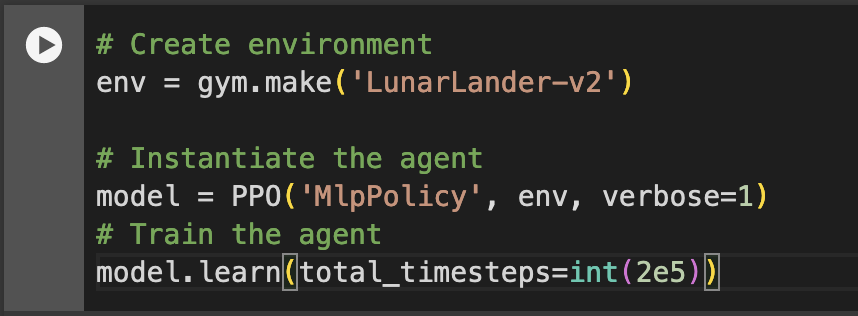 # Create environment
env = gym.make('LunarLander-v2')
# Instantiate the agent
model = PPO('MlpPolicy', env, verbose=1)
# Train the agent
model.learn(total_timesteps=int(2e5))